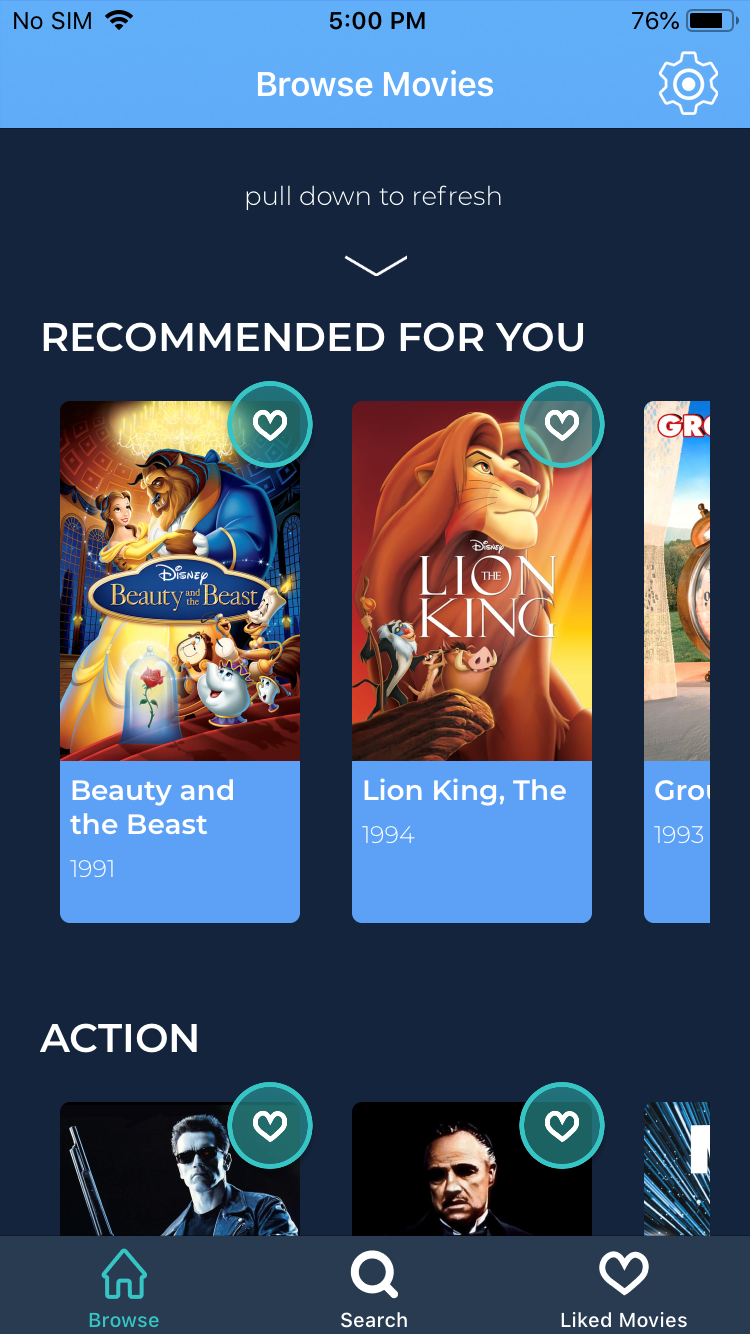 No SIM 5:00 PM 76%
Browse Movies
pull down to refresh
RECOMMENDED FOR YOU
Disney
Beauty and the Beast
Disney
THE
LION
KING
GRO
Beauty and
the Beast
1991
Lion King, The
1994
Grou
1993
ACTION
Browse
Search
Liked Movies